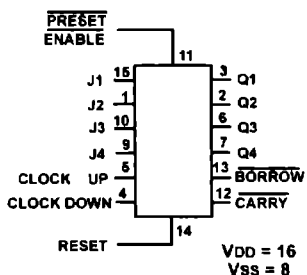 PRESET
ENABLE
11
J1 15 3 Q1
J2 1 2 Q2
J3 10 6 Q3
J4 9 7 Q4
CLOCK UP 5 13 BORROW
CLOCK DOWN 4 12 CARRY
RESET 14
VDD = 16
VSS = 8